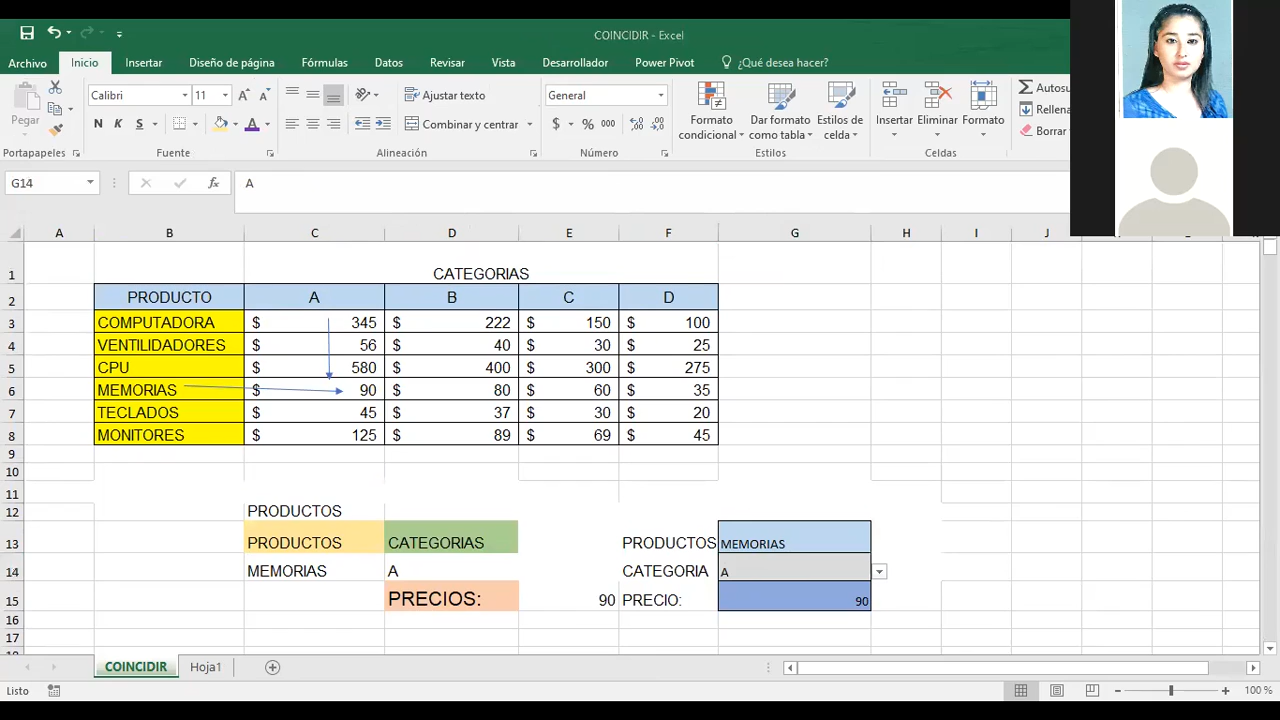 COINCIDIR - Excel
Archivo Inicio Insertar Diseño de página Fórmulas Datos Revisar Vista Desarrollador Power Pivot ¿Qué desea hacer?
Pegar
Calibri 11
N K S
Ajustar texto
Combinar y centrar
General
$ % 000
Formato condicional
Dar formato como tabla
Estilos de celda
Insertar Eliminar Formato
Autosu
Rellena
Borrar
Portapapeles Fuente Alineación Número Estilos Celdas
G14 fx A
A B C D E F G H I J
1 CATEGORIAS
2 PRODUCTO A B C D
3 COMPUTADORA $ 345 $ 222 $ 150 $ 100
4 VENTILIDADORES $ 56 $ 40 $ 30 $ 25
5 CPU $ 580 $ 400 $ 300 $ 275
6 MEMORIAS $ 90 $ 80 $ 60 $ 35
7 TECLADOS $ 45 $ 37 $ 30 $ 20
8 MONITORES $ 125 $ 89 $ 69 $ 45
9
10
11
12 PRODUCTOS
13 PRODUCTOS CATEGORIAS PRODUCTOS MEMORIAS
14 MEMORIAS A CATEGORIA A
15 PRECIOS: 90 PRECIO: 90
16
17
COINCIDIR Hoja1
Listo 100 %